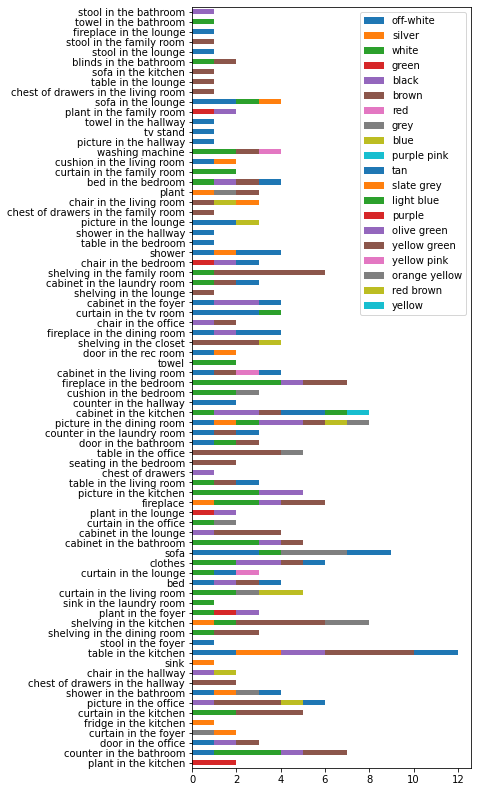 stool in the bathroom
towel in the bathroom
fireplace in the lounge
stool in the family room
stool in the lounge
blinds in the bathroom
sofa in the kitchen
table in the lounge
chest of drawers in the living room
sofa in the lounge
plant in the family room
towel in the hallway
tv stand
picture in the hallway
washing machine
cushion in the living room
curtain in the family room
bed in the bedroom
plant
chair in the living room
chest of drawers in the family room
picture in the lounge
shower in the hallway
table in the bedroom
shower
chair in the bedroom
shelving in the family room
cabinet in the laundry room
shelving in the lounge
cabinet in the foyer
curtain in the tv room
chair in the office
fireplace in the dining room
shelving in the closet
door in the rec room
towel
cabinet in the living room
fireplace in the bedroom
cushion in the bedroom
counter in the hallway
cabinet in the kitchen
picture in the dining room
counter in the laundry room
door in the bathroom
table in the office
seating in the bedroom
chest of drawers
table in the living room
picture in the kitchen
fireplace
plant in the lounge
curtain in the office
cabinet in the lounge
cabinet in the bathroom
sofa
clothes
curtain in the lounge
bed
curtain in the living room
sink in the laundry room
plant in the foyer
shelving in the kitchen
shelving in the dining room
stool in the foyer
table in the kitchen
sink
chair in the hallway
chest of drawers in the hallway
shower in the bathroom
picture in the office
curtain in the kitchen
fridge in the kitchen
curtain in the foyer
door in the office
counter in the bathroom
plant in the kitchen
0 2 4 6 8 10 12
off-white
silver
white
green
black
brown
red
grey
blue
purple pink
tan
slate grey
light blue
purple
olive green
yellow green
yellow pink
orange yellow
red brown
yellow